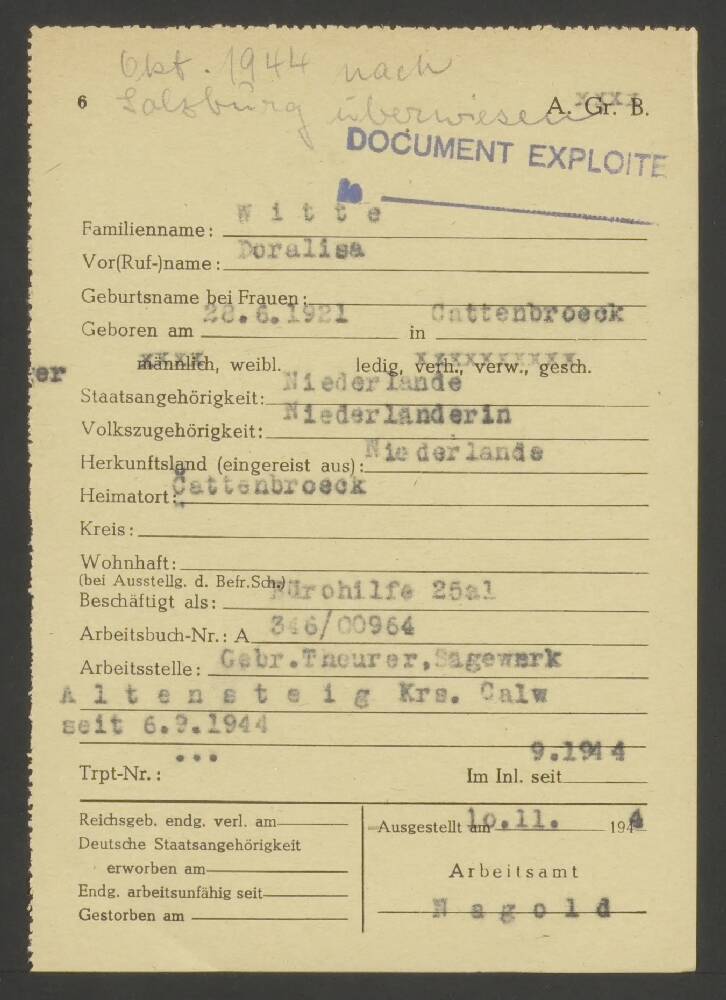 Okt. 1944 nach
Salzburg überwiesen
6 A. Gr. B.
DOCUMENT EXPLOITE
Familienname: Witte
Vor(Ruf-)name: Doralisa
Geburtsname bei Frauen:
Geboren am 28.6.1921 in Cattenbroeck
er männlich, weibl. ledig, verh., verw., gesch.
Staatsangehörigkeit: Niederlande
Volkszugehörigkeit: Niederländerin
Herkunftsland (eingereist aus): Niederlande
Heimatort: Cattenbroeck
Kreis:
Wohnhaft:
(bei Ausstellg. d. Befr.Sch.)
Beschäftigt als: Bürohilfe 25a1
Arbeitsbuch-Nr.: A 346/00964
Arbeitsstelle: Gebr.Theurer, Sägewerk
Altensteig Krs. Calw
seit 6.9.1944
Trpt-Nr.: ... Im Inl. seit 9.1944
Reichsgeb. endg. verl. am
Deutsche Staatsangehörigkeit
erworben am
Endg. arbeitsunfähig seit
Gestorben am
Ausgestellt am 10.11. 1944
Arbeitsamt
Nagold